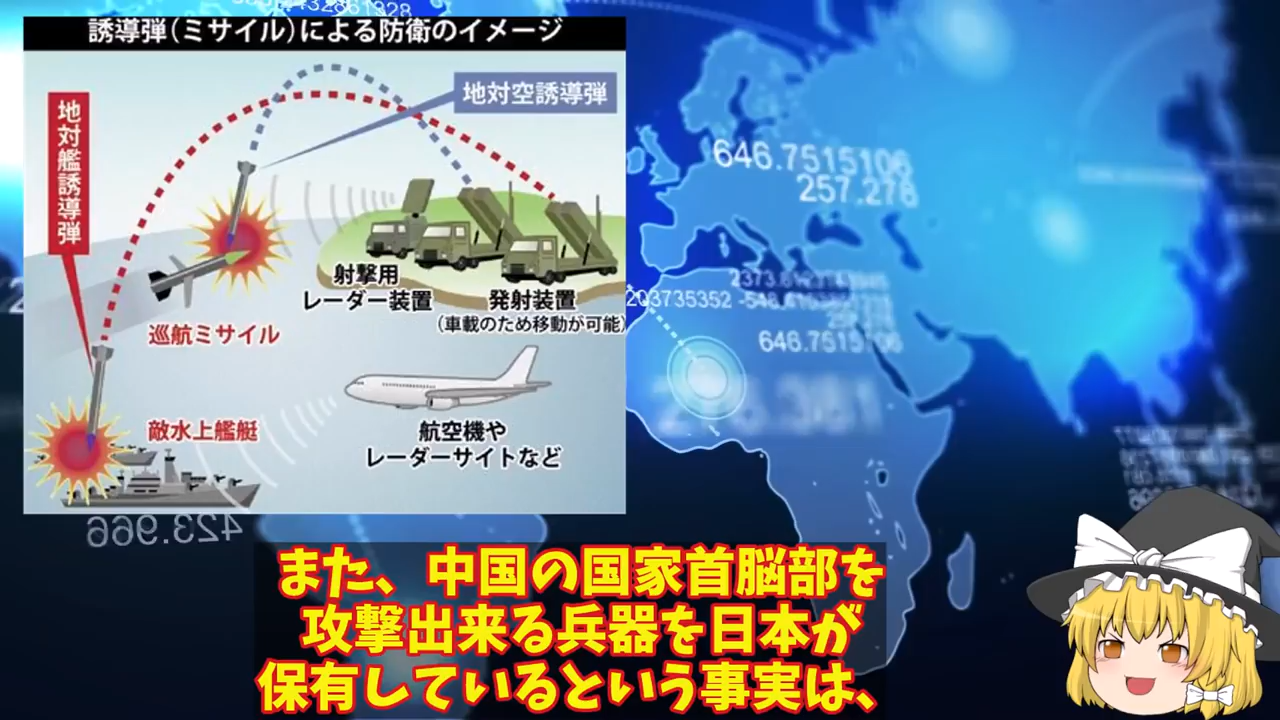 誘導弾(ミサイル)による防衛のイメージ
地対空誘導弾
地対艦誘導弾
射撃用
レーダー装置
発射装置
(車載のため移動が可能)
巡航ミサイル
敵水上艦艇
航空機や
レーダーサイトなど
646.7515106
257.276
203735352
646.7515106
423.966
また、中国の国家首脳部を
攻撃出来る兵器を日本が
保有しているという事実は、